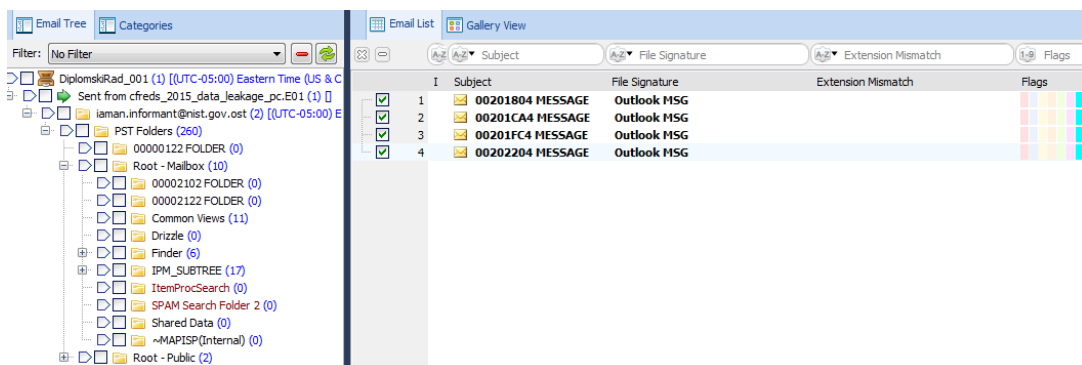 Email Tree Categories
Filter: No Filter
DiplomskiRad_001 (1) [(UTC-05:00) Eastern Time (US & C
Sent from cfreds_2015_data_leakage_pc.E01 (1) []
iaman.informant@nist.gov.ost (2) [(UTC-05:00) E
PST Folders (260)
00000122 FOLDER (0)
Root - Mailbox (10)
00002102 FOLDER (0)
00002122 FOLDER (0)
Common Views (11)
Drizzle (0)
Finder (6)
IPM_SUBTREE (17)
ItemProcSearch (0)
SPAM Search Folder 2 (0)
Shared Data (0)
~MAPISP(Internal) (0)
Root - Public (2)
Email List Gallery View
A-Z A-Z Subject A-Z File Signature A-Z Extension Mismatch 1-9 Flags
I Subject File Signature Extension Mismatch Flags
1 00201804 MESSAGE Outlook MSG
2 00201CA4 MESSAGE Outlook MSG
3 00201FC4 MESSAGE Outlook MSG
4 00202204 MESSAGE Outlook MSG